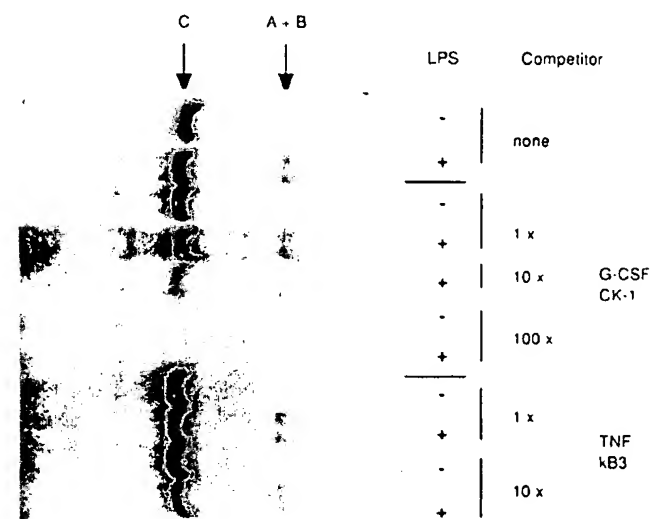 C A + B
LPS Competitor
-
none
+
-
1 x
+
+ 10 x G-CSF
CK-1
-
100 x
+
-
1 x
+
TNF
kB3
-
10 x
+